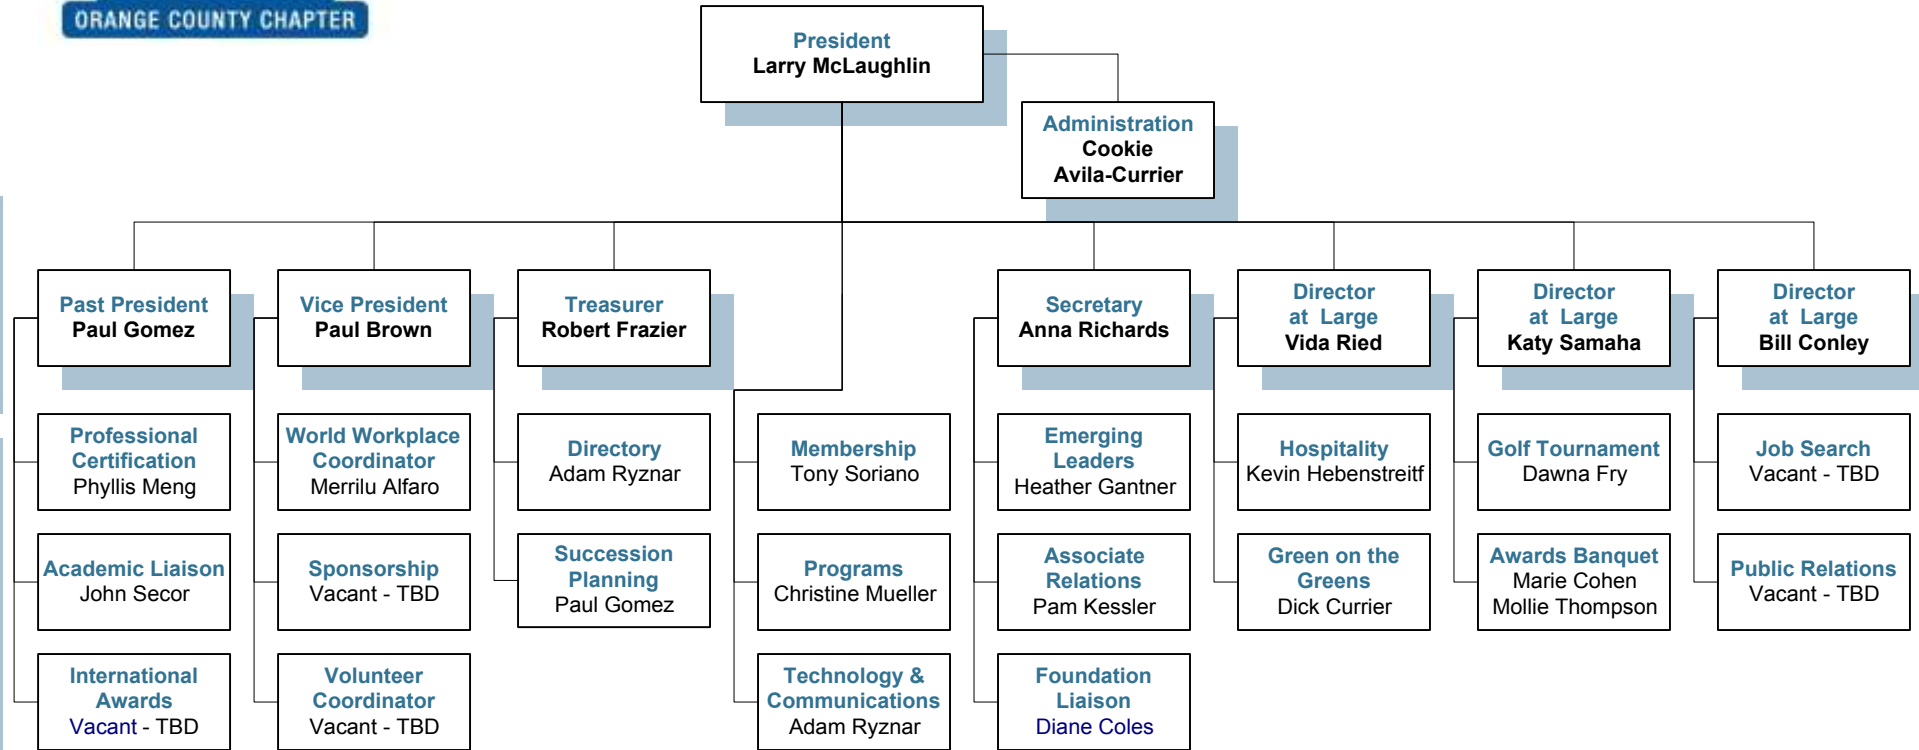 ORANGE COUNTY CHAPTER
President
Larry McLaughlin
Administration
Cookie
Avila-Currier
Past President
Paul Gomez
Vice President
Paul Brown
Treasurer
Robert Frazier
Secretary
Anna Richards
Director
at Large
Vida Ried
Director
at Large
Katy Samaha
Director
at Large
Bill Conley
Professional
Certification
Phyllis Meng
World Workplace
Coordinator
Merrilu Alfaro
Directory
Adam Ryznar
Membership
Tony Soriano
Emerging
Leaders
Heather Gantner
Hospitality
Kevin Hebenstreitf
Golf Tournament
Dawna Fry
Job Search
Vacant - TBD
Academic Liaison
John Secor
Sponsorship
Vacant - TBD
Succession
Planning
Paul Gomez
Programs
Christine Mueller
Associate
Relations
Pam Kessler
Green on the
Greens
Dick Currier
Awards Banquet
Marie Cohen
Mollie Thompson
Public Relations
Vacant - TBD
International
Awards
Vacant - TBD
Volunteer
Coordinator
Vacant - TBD
Technology &
Communications
Adam Ryznar
Foundation
Liaison
Diane Coles